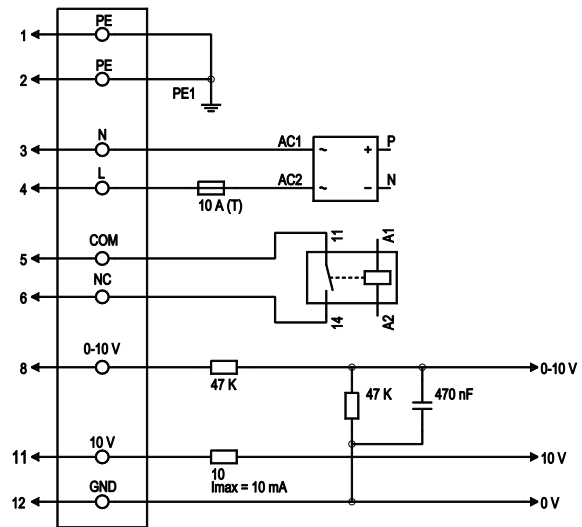 PE
1
PE
2
PE1
N
AC1
+
P
3
~
L
AC2
−
N
4
~
10 A (T)
COM
11
A1
5
NC
6
14
A2
0-10 V
8
0-10 V
47 K
47 K
470 nF
10 V
11
10 V
10
Imax = 10 mA
GND
12
0 V